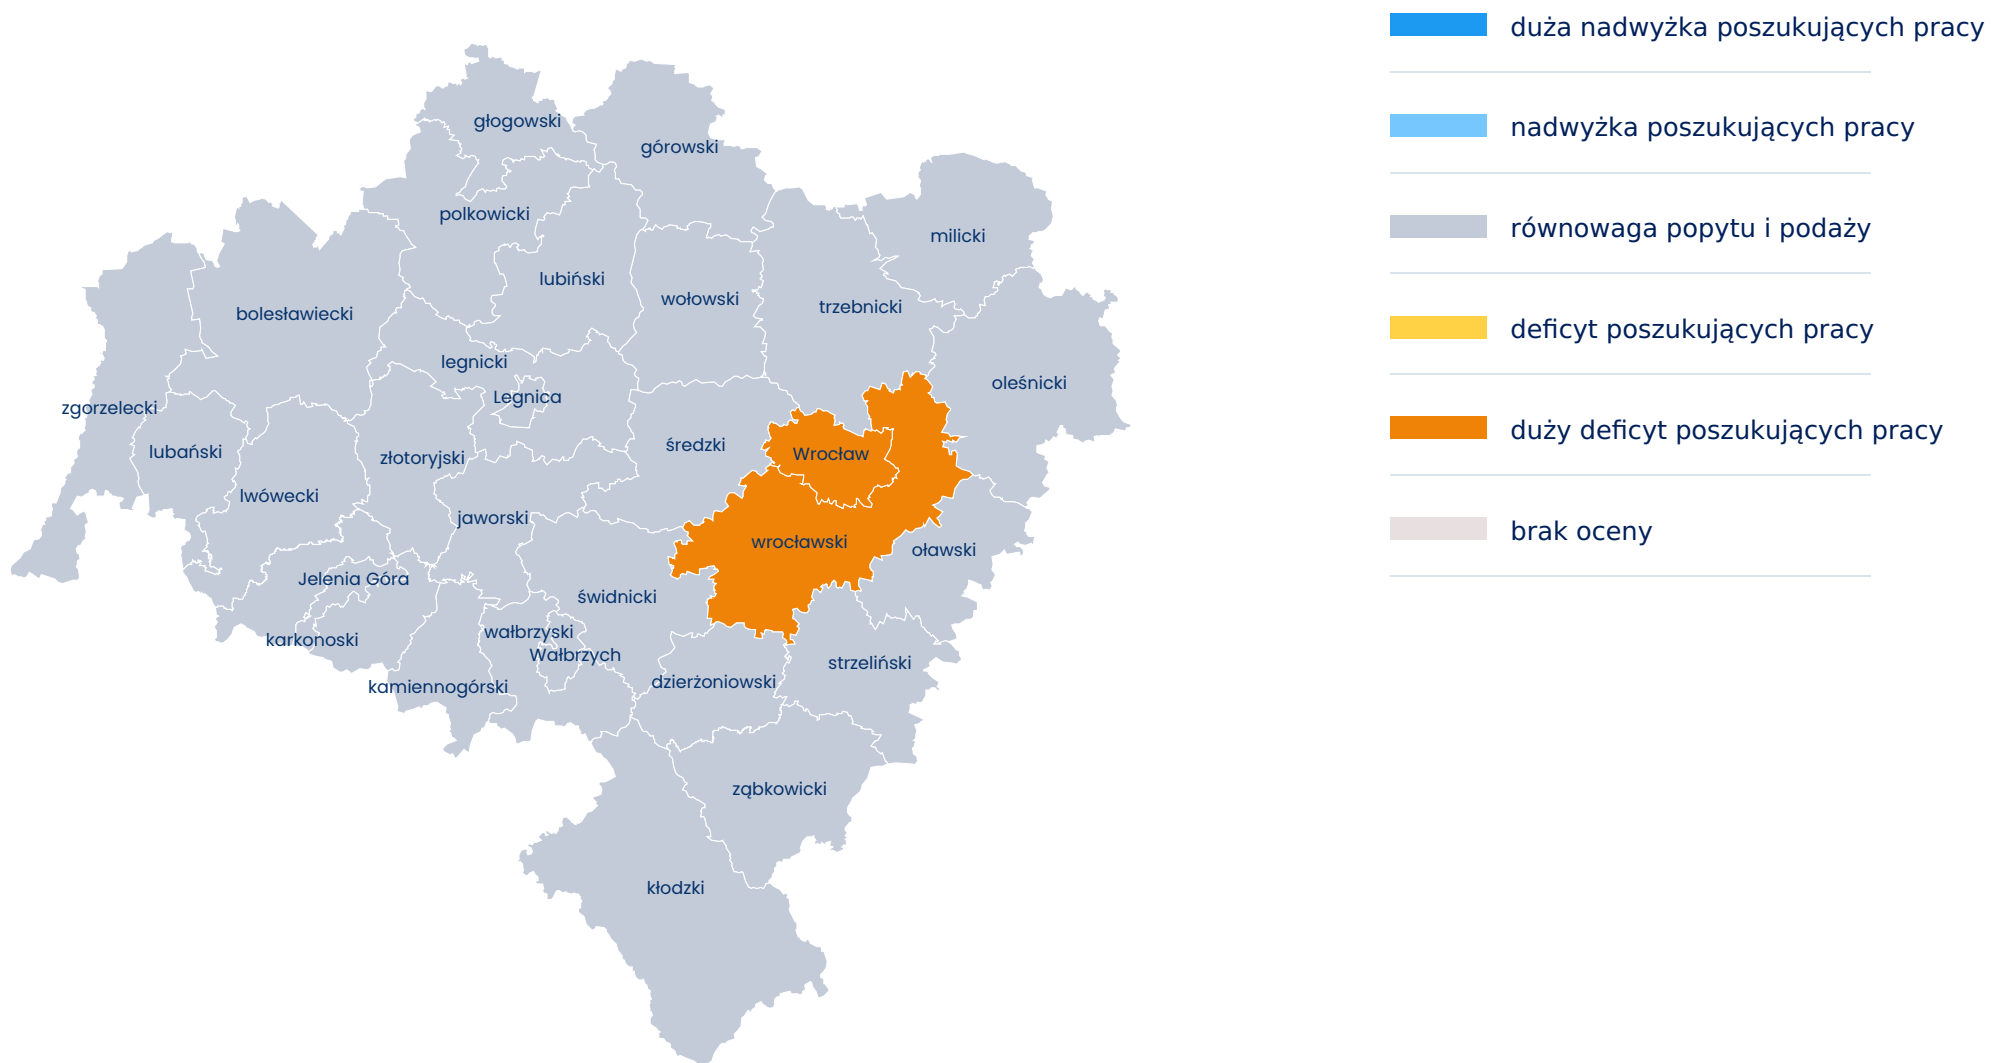 głogowski
górowski
polkowicki
milicki
lubiński
wołowski
trzebnicki
bolesławiecki
legnicki
Legnica
oleśnicki
zgorzelecki
lubański
złotoryjski
średzki
Wrocław
lwówecki
jaworski
wrocławski
oławski
Jelenia Góra
świdnicki
karkonoski
wałbrzyski
Wałbrzych
strzeliński
kamiennogórski
dzierżoniowski
ząbkowicki
kłodzki
duża nadwyżka poszukujących pracy
nadwyżka poszukujących pracy
równowaga popytu i podaży
deficyt poszukujących pracy
duży deficyt poszukujących pracy
brak oceny